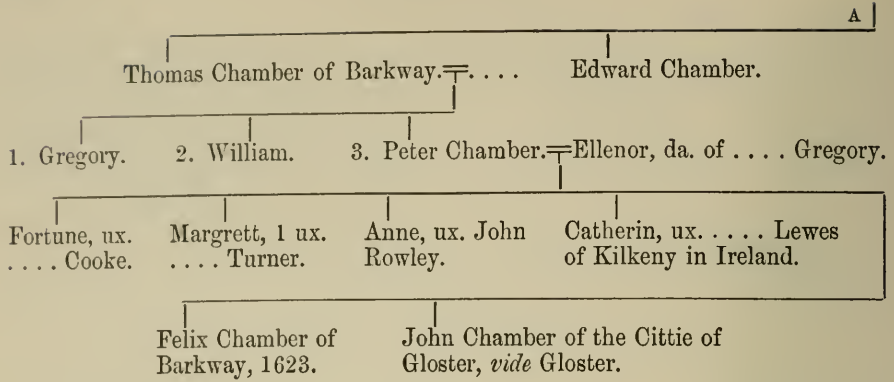 A
Thomas Chamber of Barkway.=. . . . Edward Chamber.
1. Gregory. 2. William. 3. Peter Chamber.=Ellenor, da. of . . . . Gregory.
Fortune, ux. Margrett, 1 ux. Anne, ux. John Catherin, ux. . . . . Lewes
. . . . Cooke. . . . . Turner. Rowley. of Kilkeny in Ireland.
Felix Chamber of John Chamber of the Cittie of
Barkway, 1623. Gloster, vide Gloster.